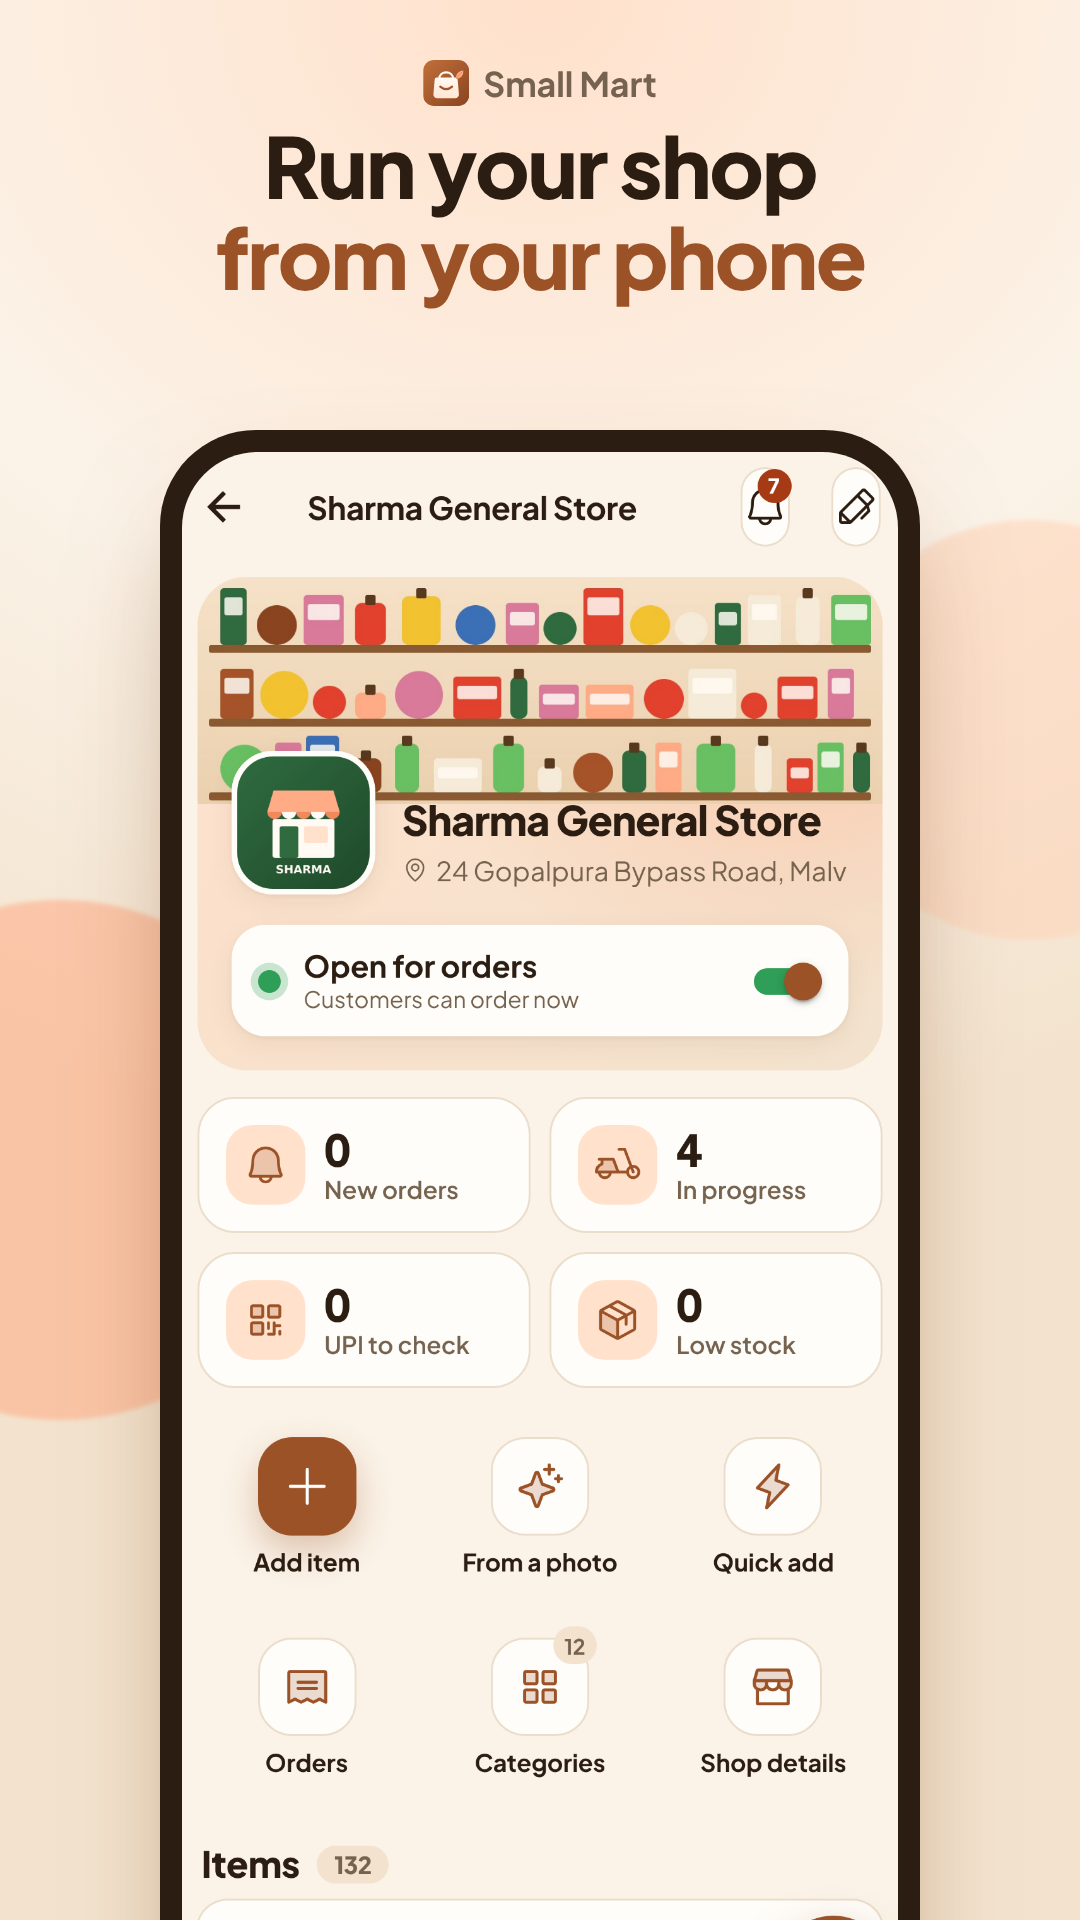 Small Mart
Run your shop
from your phone
Sharma General Store
7
SHARMA
Sharma General Store
24 Gopalpura Bypass Road, Malv
Open for orders
Customers can order now
0
New orders
4
In progress
0
UPI to check
0
Low stock
Add item
From a photo
Quick add
12
Orders
Categories
Shop details
Items 132